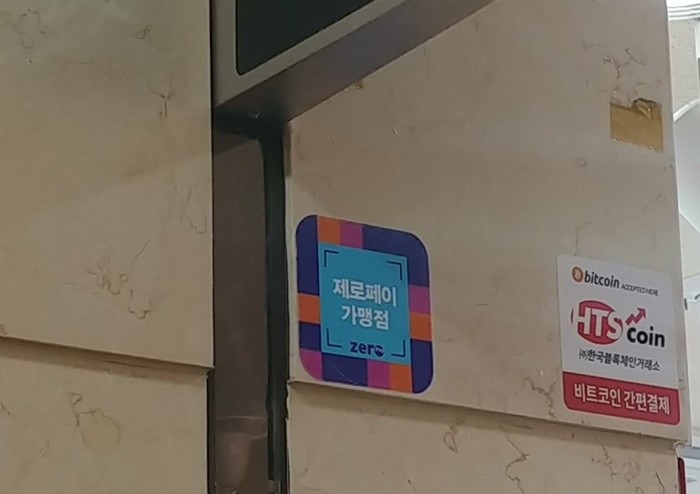 제로페이
가맹점
zero
bitcoin ACCEPTED HERE
HTS coin
(주)한국블록체인거래소
비트코인 간편결제